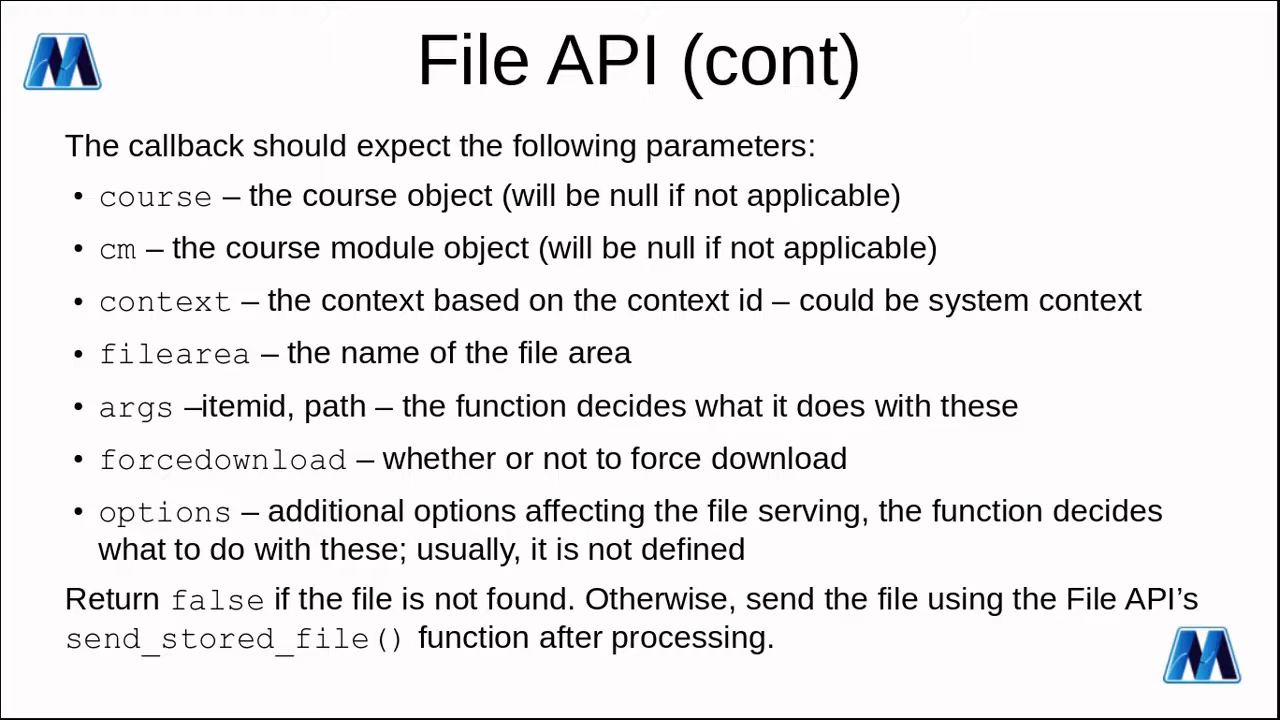 File API (cont)
The callback should expect the following parameters:
• course – the course object (will be null if not applicable)
• cm – the course module object (will be null if not applicable)
• context – the context based on the context id – could be system context
• filearea – the name of the file area
• args –itemid, path – the function decides what it does with these
• forcedownload – whether or not to force download
• options – additional options affecting the file serving, the function decides
what to do with these; usually, it is not defined
Return false if the file is not found. Otherwise, send the file using the File API’s
send_stored_file() function after processing.